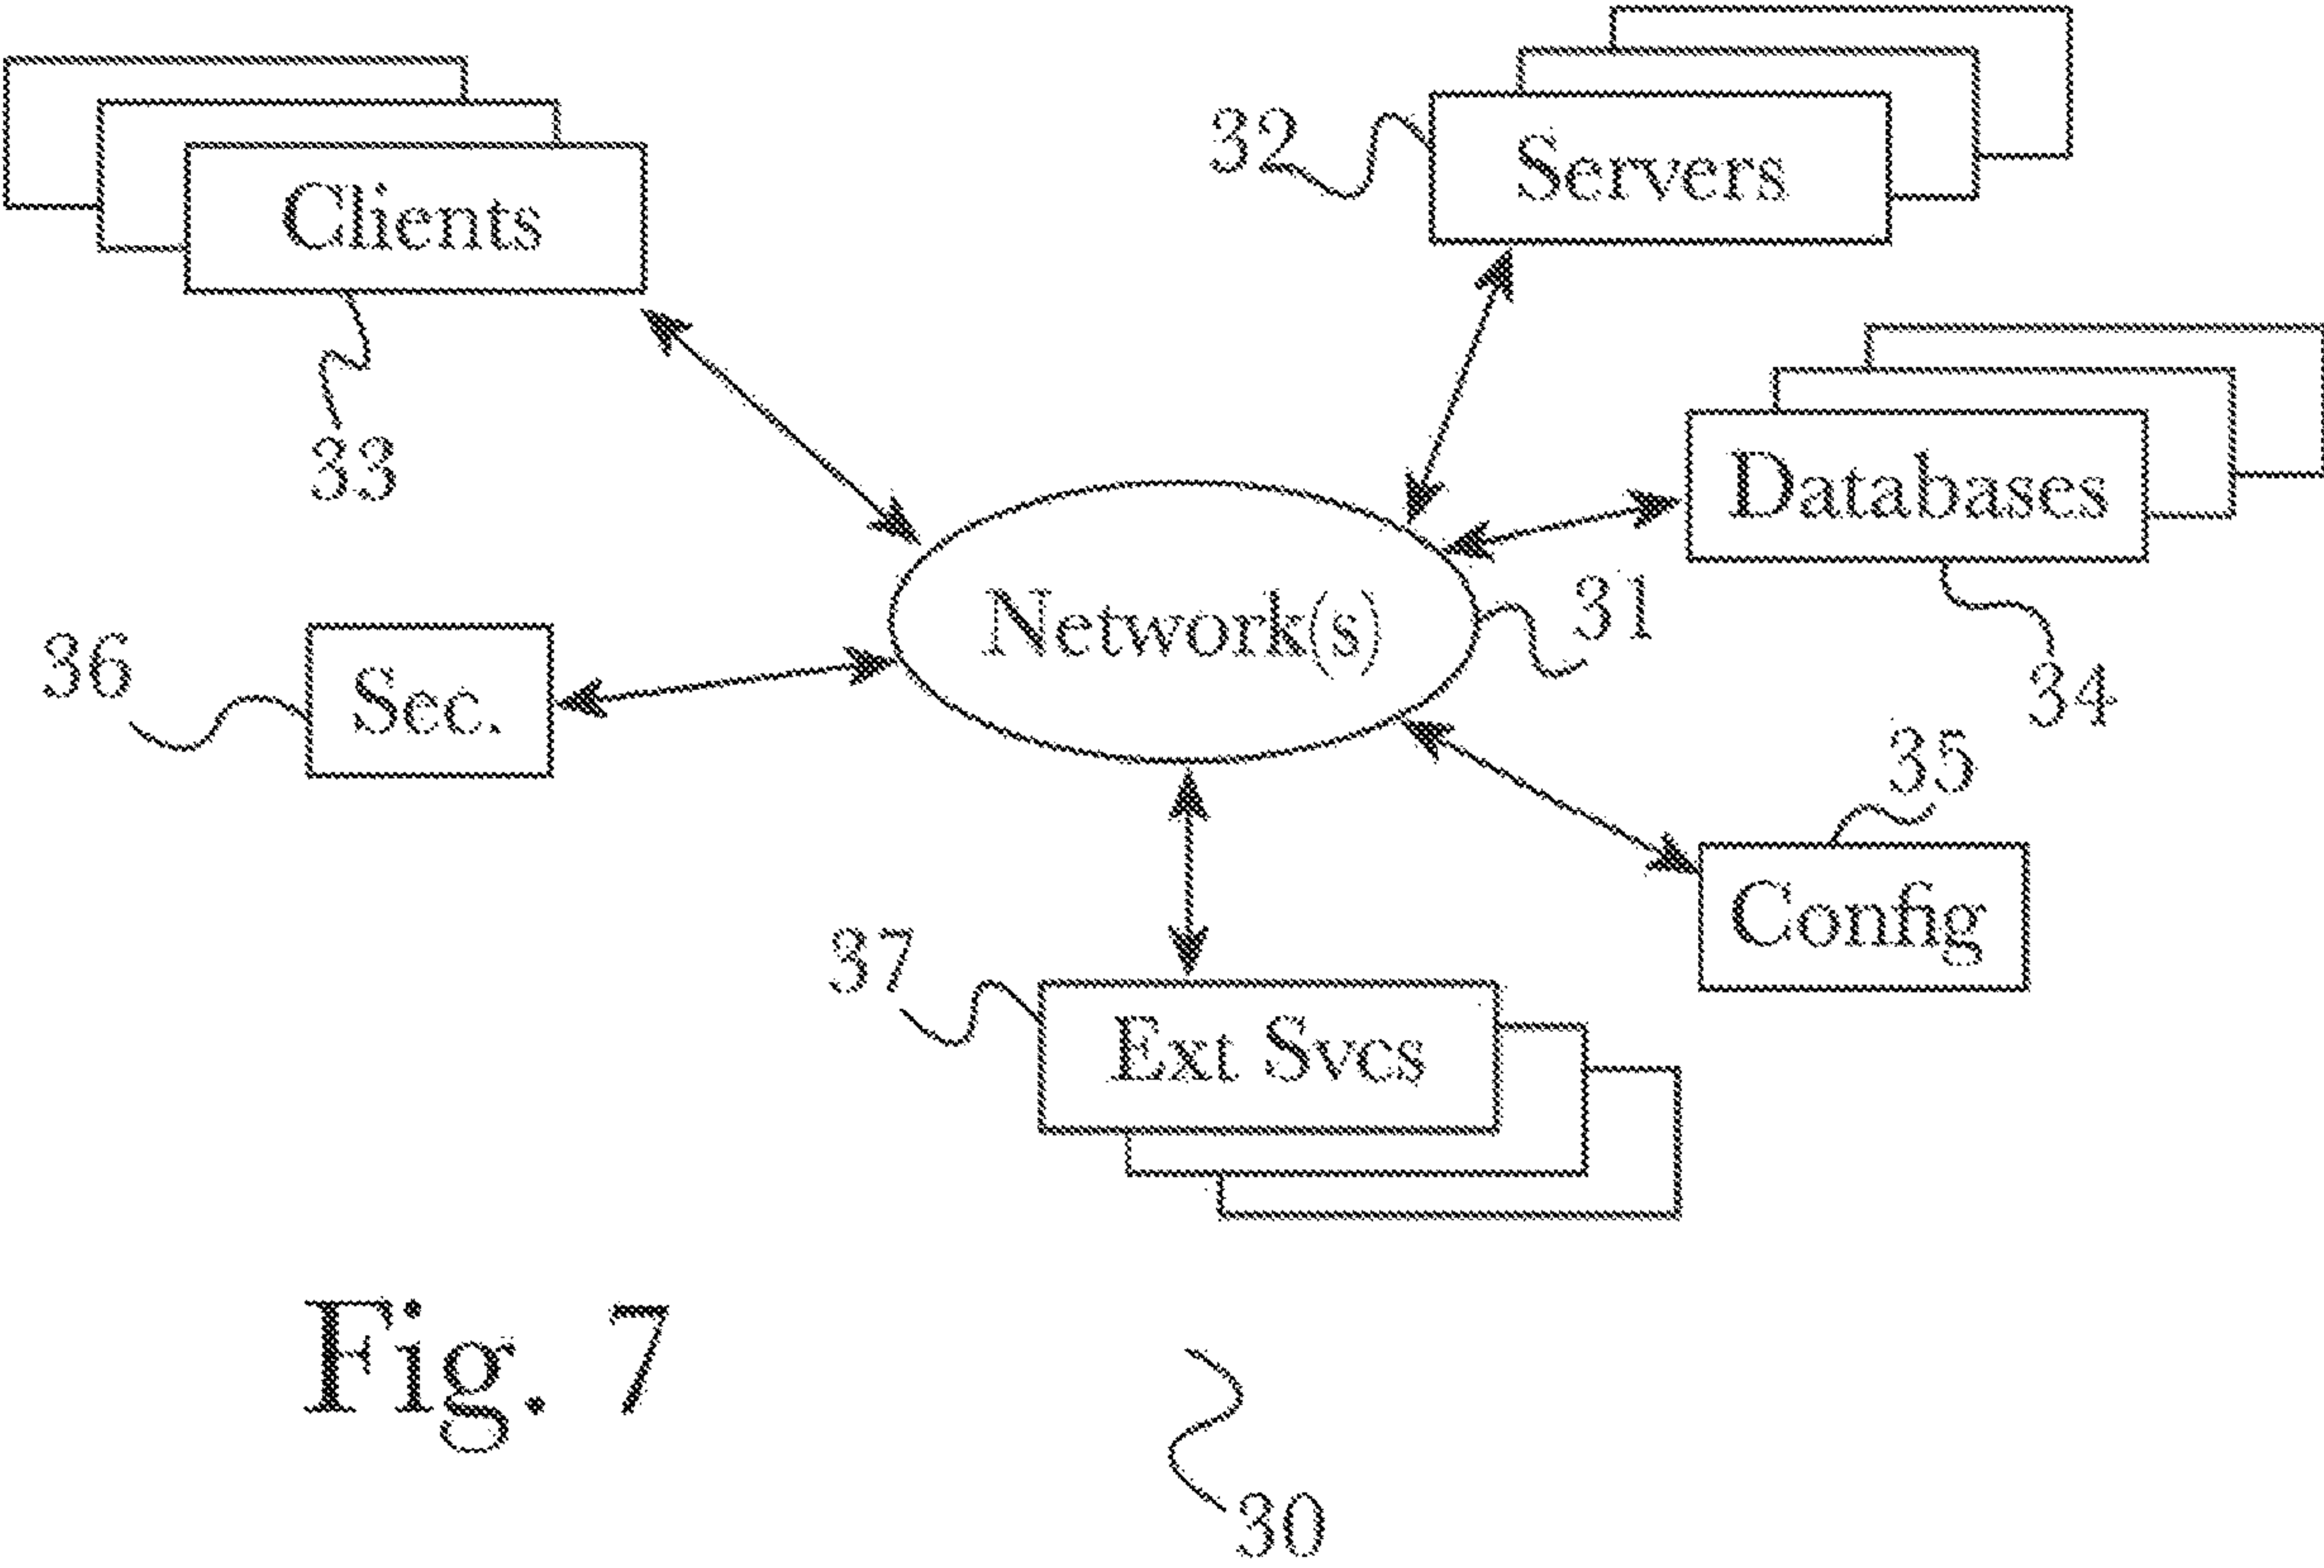 32
Servers
Clients
33
Databases
31
Network(s)
36
Sec.
34
35
Config
37
Ext Svcs
Fig. 7
30